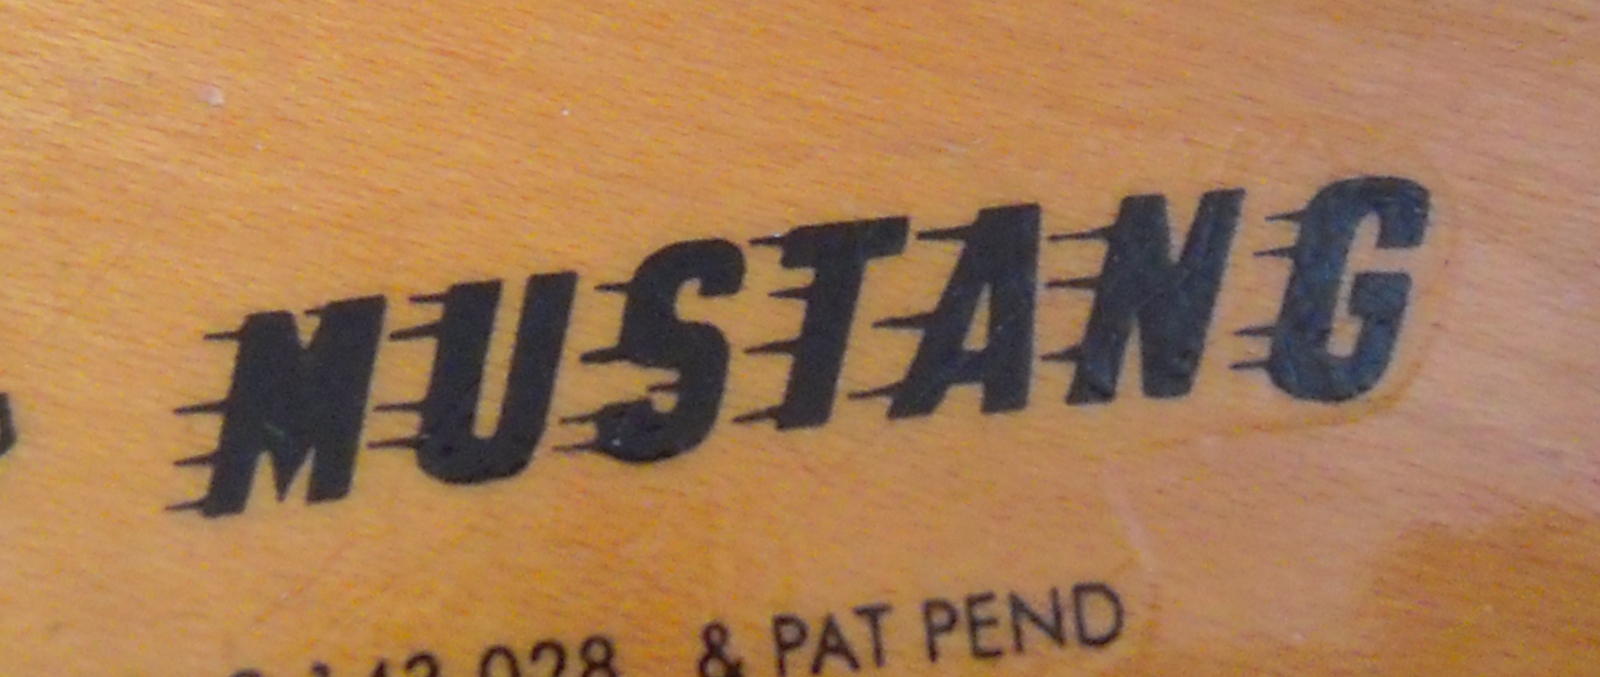 MUSTANG
& PAT PEND